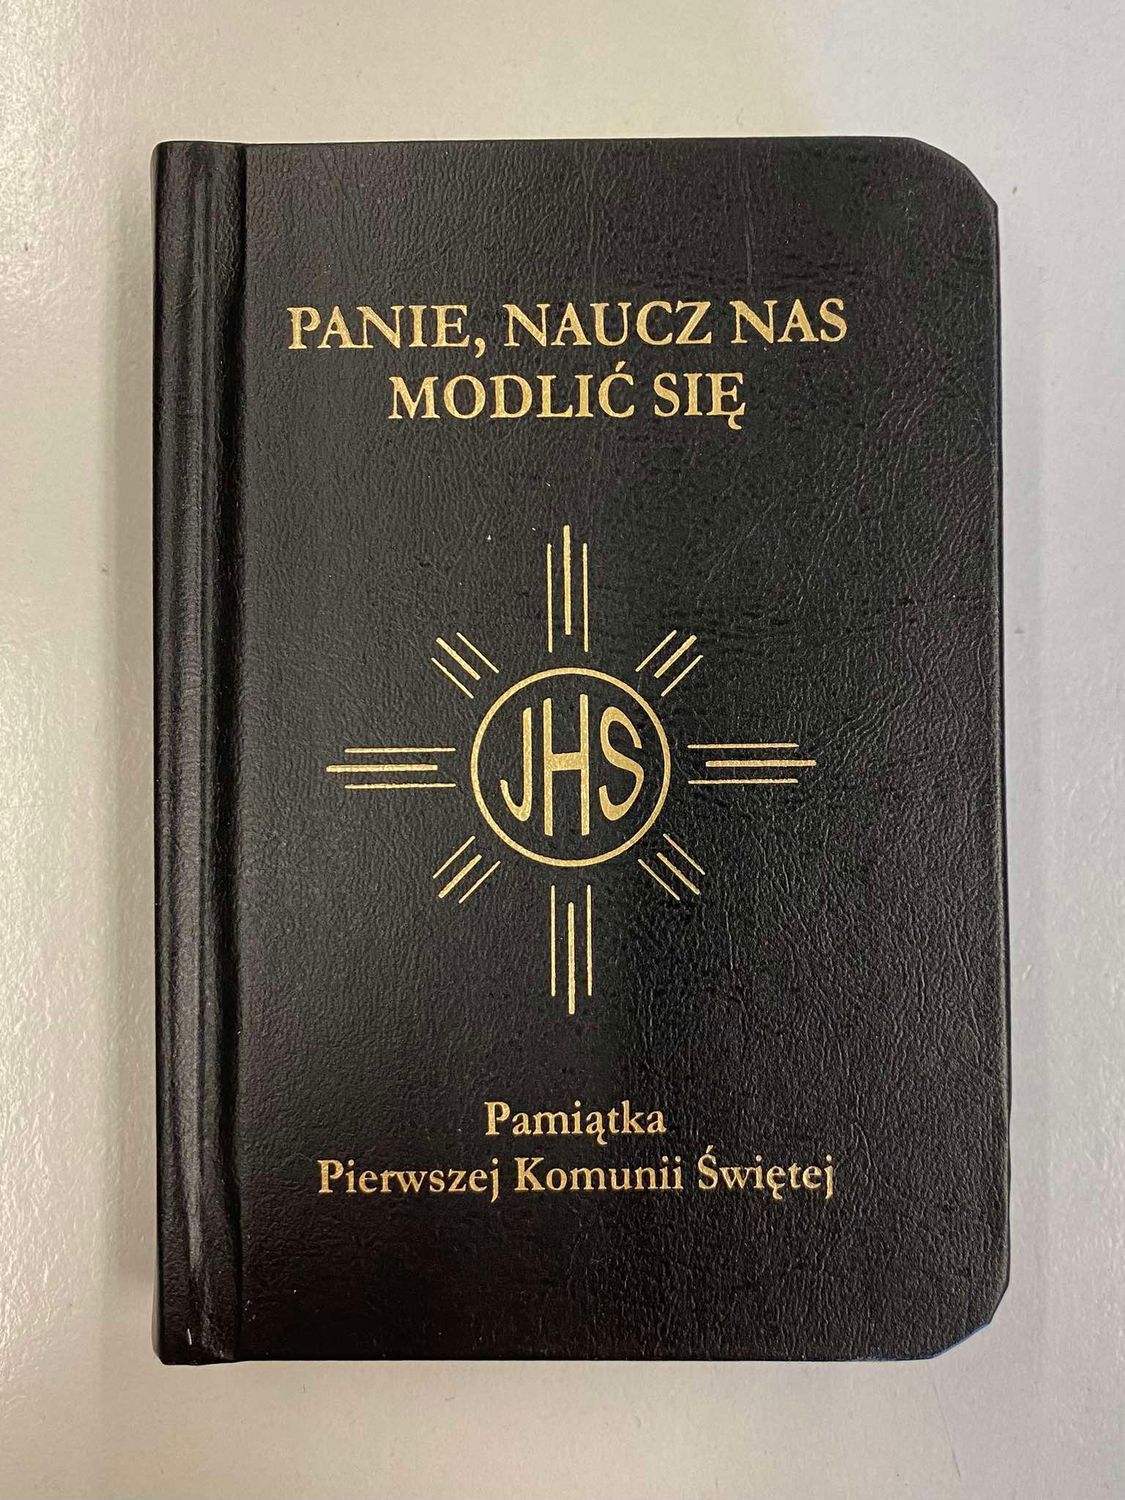 PANIE, NAUCZ NAS
MODLIĆ SIĘ
JHS
Pamiątka
Pierwszej Komunii Świętej